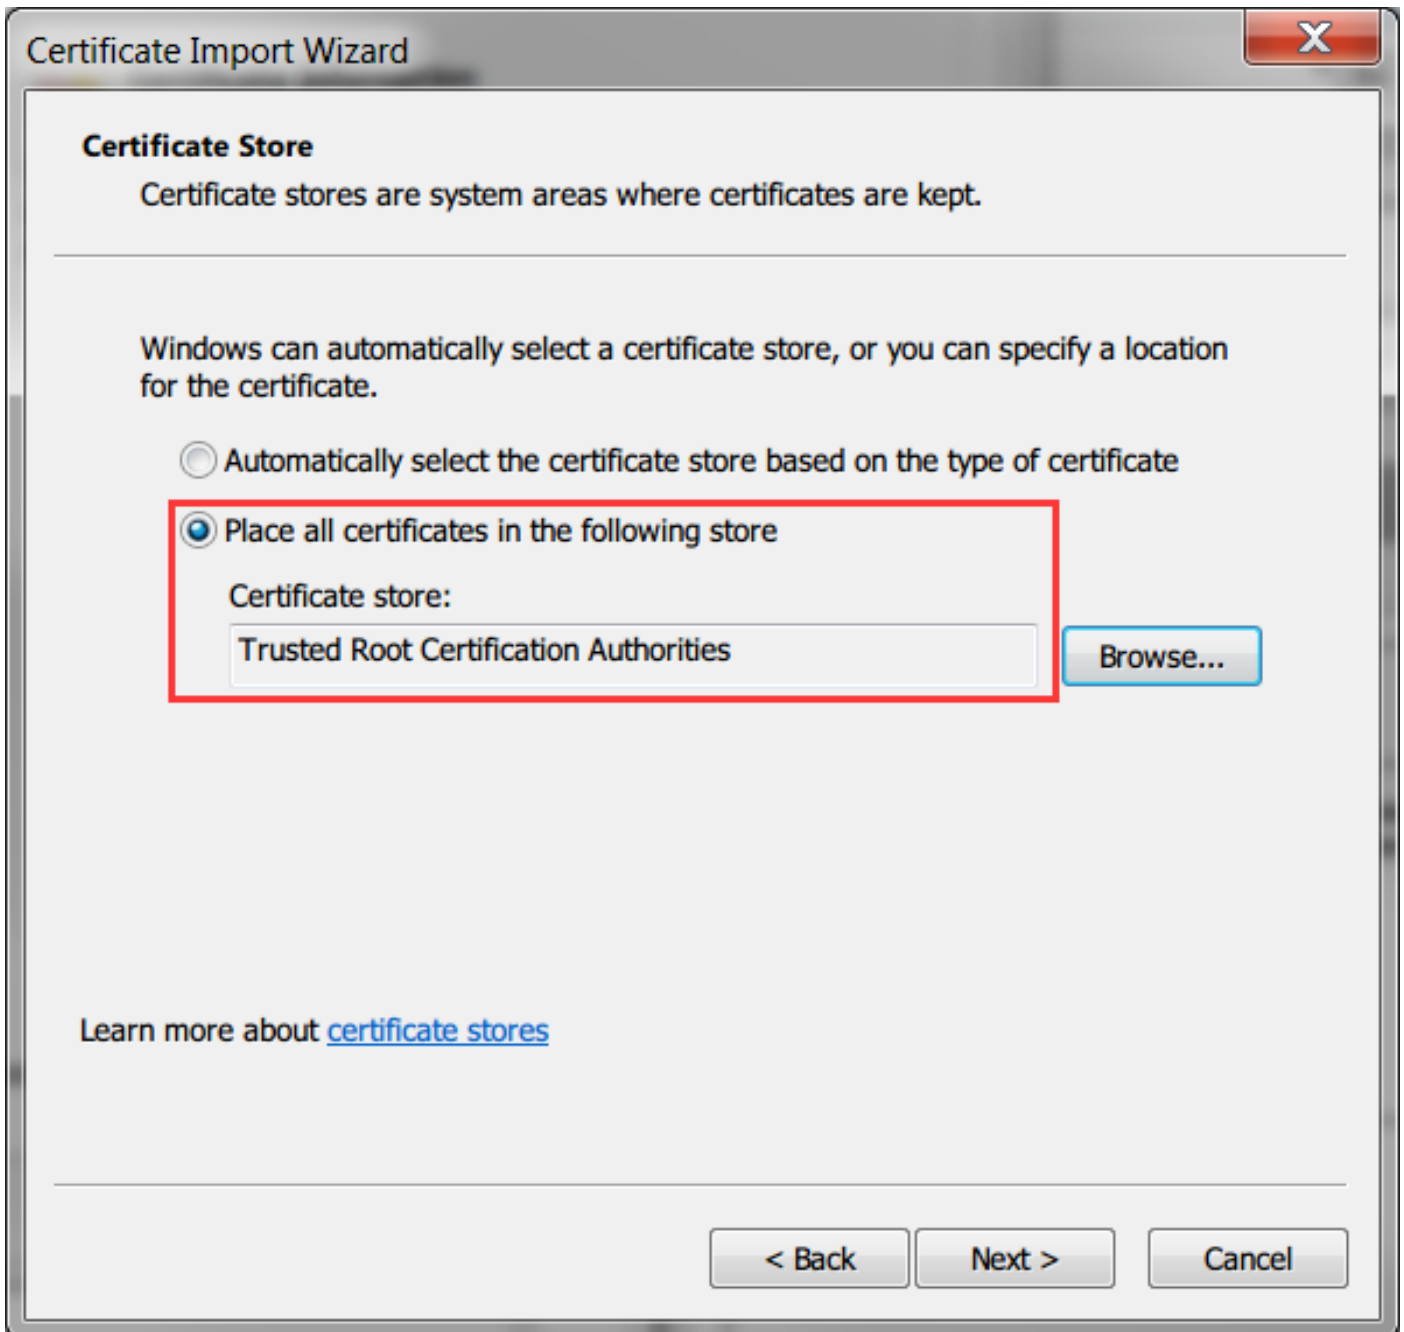 Certificate Import Wizard
Certificate Store
Certificate stores are system areas where certificates are kept.
Windows can automatically select a certificate store, or you can specify a location
for the certificate.
Automatically select the certificate store based on the type of certificate
Place all certificates in the following store
Certificate store:
Trusted Root Certification Authorities
Browse...
Learn more about certificate stores
< Back
Next >
Cancel